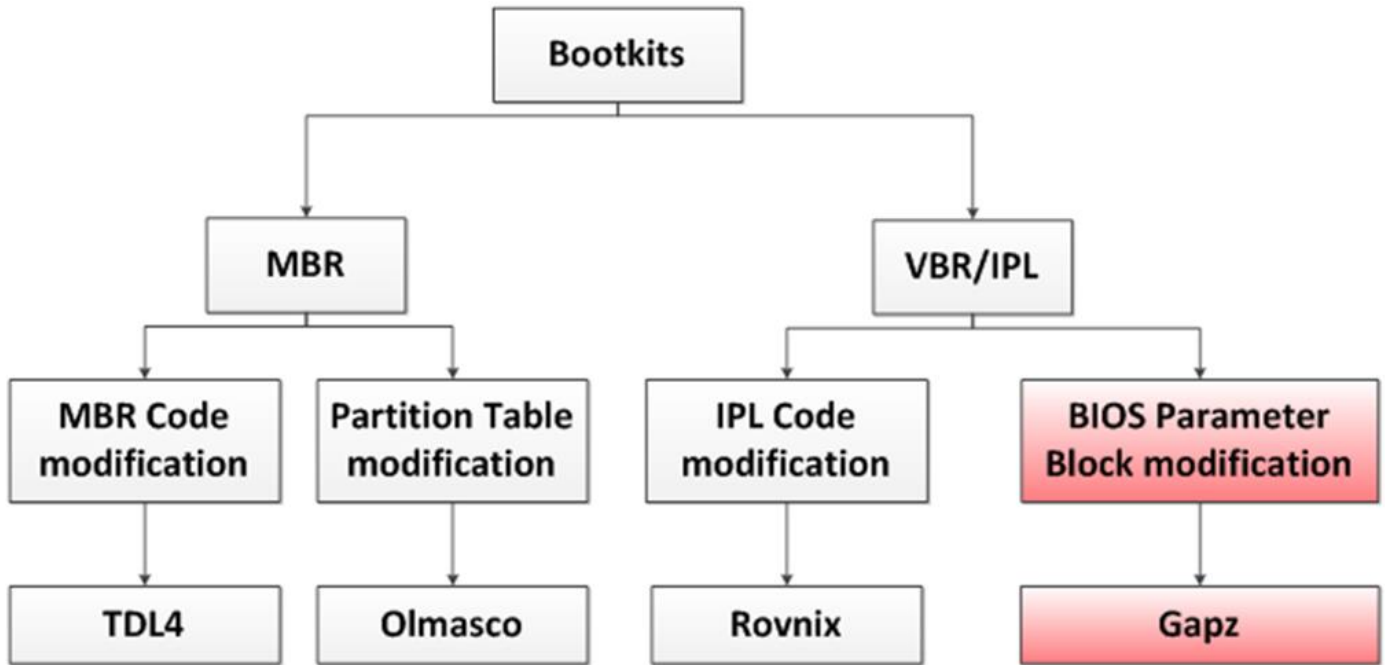 Bootkits
MBR
VBR/IPL
MBR Code
modification
Partition Table
modification
IPL Code
modification
BIOS Parameter
Block modification
TDL4
Olmasco
Rovnix
Gapz